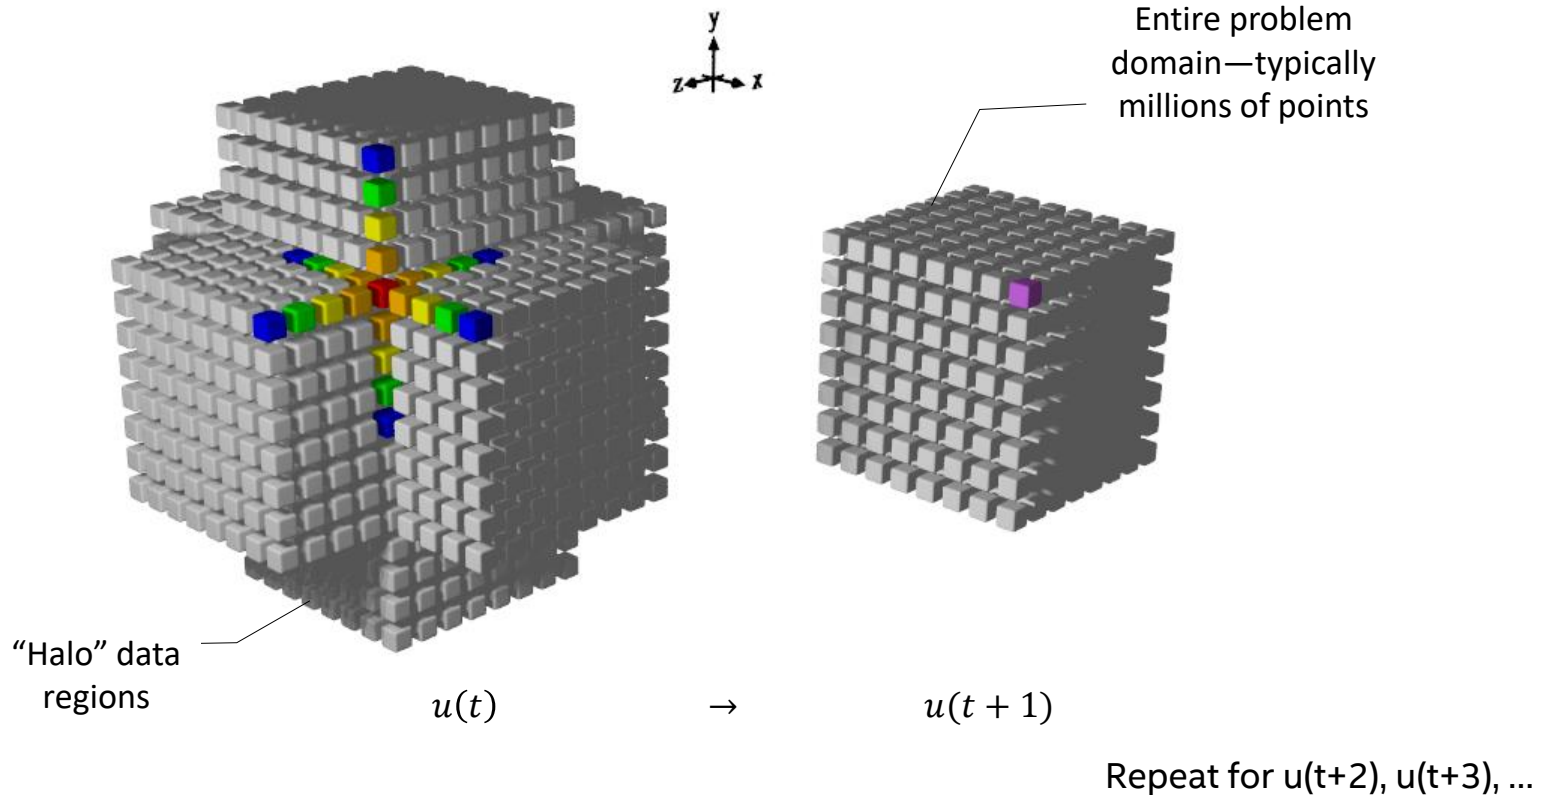 y
z x
Entire problem
domain—typically
millions of points
“Halo” data
regions
𝑢(𝑡) → 𝑢(𝑡 + 1)
Repeat for u(t+2), u(t+3), ...